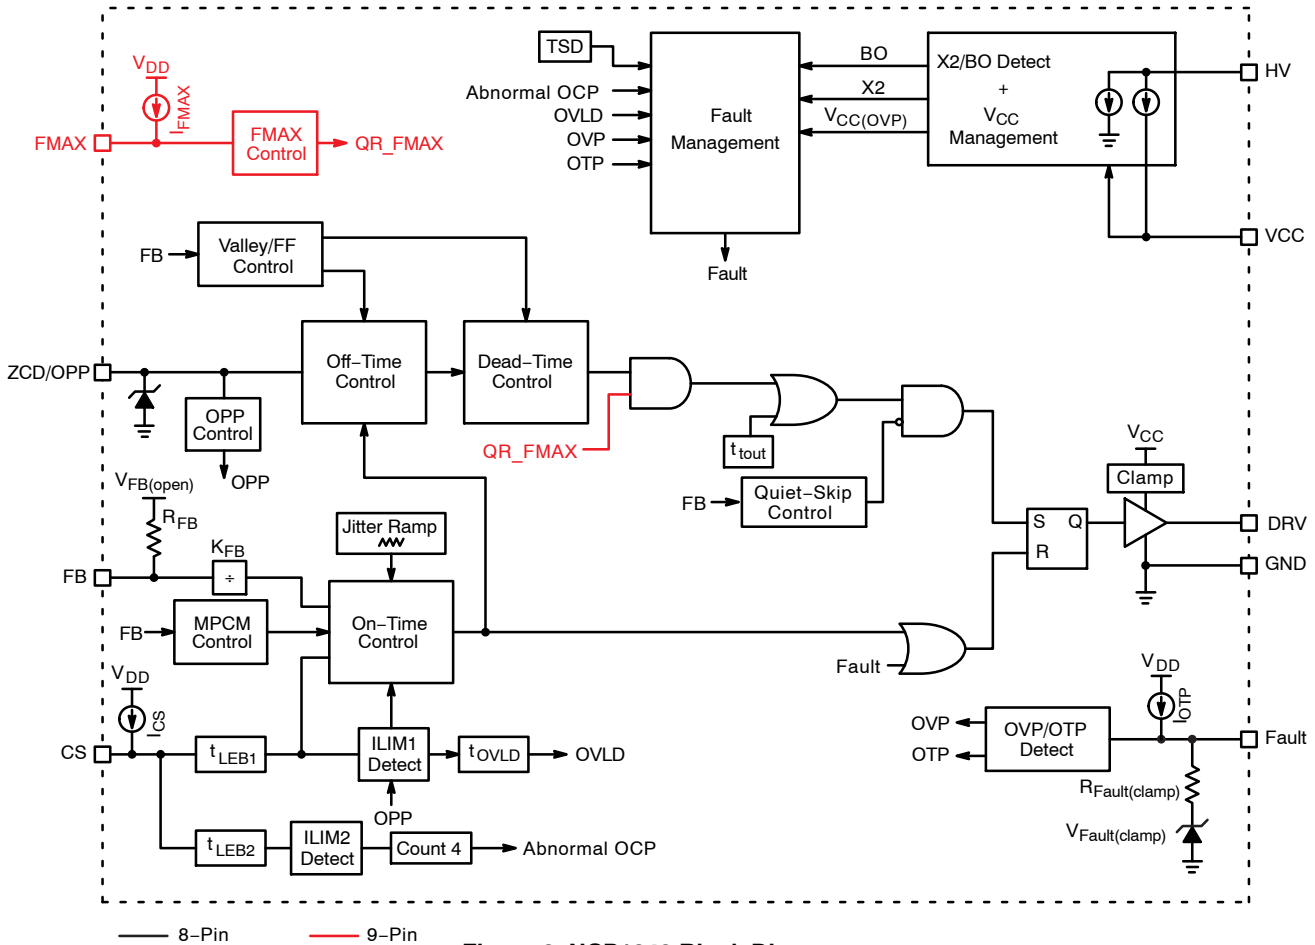 TSD
Abnormal OCP
OVLD
OVP
OTP
Fault
Management
BO
X2
VCC(OVP)
X2/BO Detect
+
VCC
Management
HV
VCC
Fault
VDD
IFMAX
FMAX
FMAX
Control
QR_FMAX
FB
Valley/FF
Control
ZCD/OPP
Off−Time
Control
Dead−Time
Control
OPP
Control
OPP
QR_FMAX
ttout
FB
Quiet−Skip
Control
VCC
Clamp
S
Q
R
DRV
GND
VFB(open)
RFB
FB
KFB
÷
Jitter Ramp
FB
MPCM
Control
On−Time
Control
Fault
VDD
ICS
CS
tLEB1
ILIM1
Detect
tOVLD
OVLD
OPP
tLEB2
ILIM2
Detect
Count 4
Abnormal OCP
VDD
IOTP
OVP
OTP
OVP/OTP
Detect
Fault
RFault(clamp)
VFault(clamp)
8−Pin
9−Pin